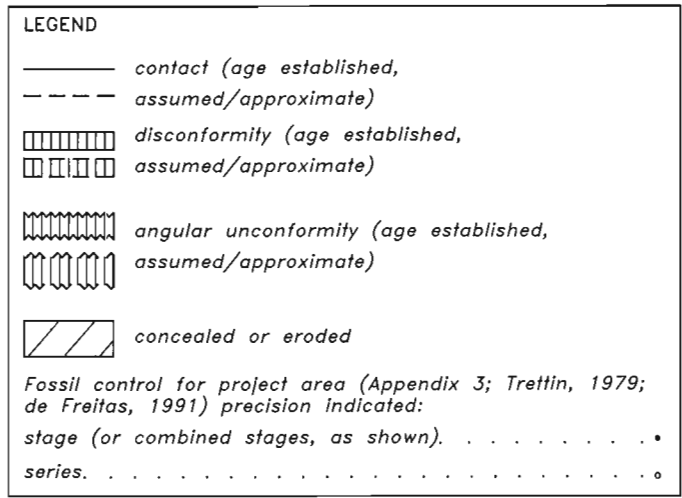 LEGEND
contact (age established,
assumed/approximate)
disconformity (age established,
assumed/approximate)
angular unconformity (age established,
assumed/approximate)
concealed or eroded
Fossil control for project area (Appendix 3; Trettin, 1979;
de Freitas, 1991) precision indicated:
stage (or combined stages, as shown). . . . . . . . .•
series. . . . . . . . . . . . . . . . . . . . . . .o